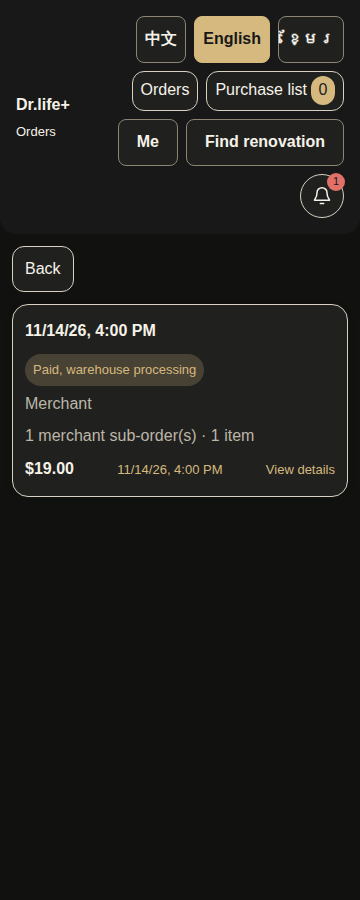 中文
English
ខ្មែរ
Dr.life+
Orders
Orders
Purchase list 0
Me
Find renovation
1
Back
11/14/26, 4:00 PM
Paid, warehouse processing
Merchant
1 merchant sub-order(s) · 1 item
$19.00 11/14/26, 4:00 PM View details